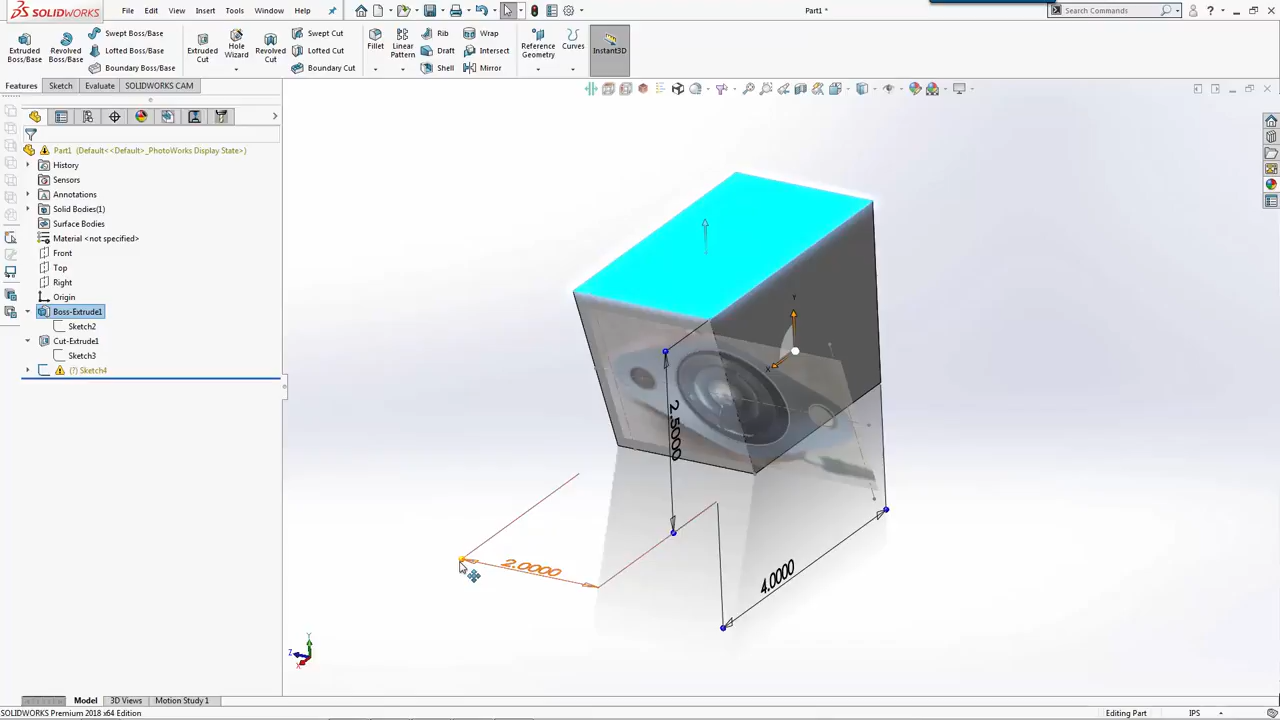 SOLIDWORKS File Edit View Insert Tools Window Help Part1 * Search Commands
Extruded Boss/Base Revolved Boss/Base Swept Boss/Base Lofted Boss/Base Boundary Boss/Base Extruded Cut Hole Wizard Revolved Cut Swept Cut Lofted Cut Boundary Cut Fillet Linear Pattern Rib Draft Shell Wrap Intersect Mirror Reference Geometry Curves Instant3D
Features Sketch Evaluate SOLIDWORKS CAM
Part1 (Default<<Default>_PhotoWorks Display State>)
History
Sensors
Annotations
Solid Bodies(1)
Surface Bodies
Material <not specified>
Front
Top
Right
Origin
Boss-Extrude1
Sketch2
Cut-Extrude1
Sketch3
(?) Sketch4
Y
X
2.5000
2.0000
4.0000
Y
Z
X
Model 3D Views Motion Study 1
SOLIDWORKS Premium 2018 x64 Edition Editing Part IPS